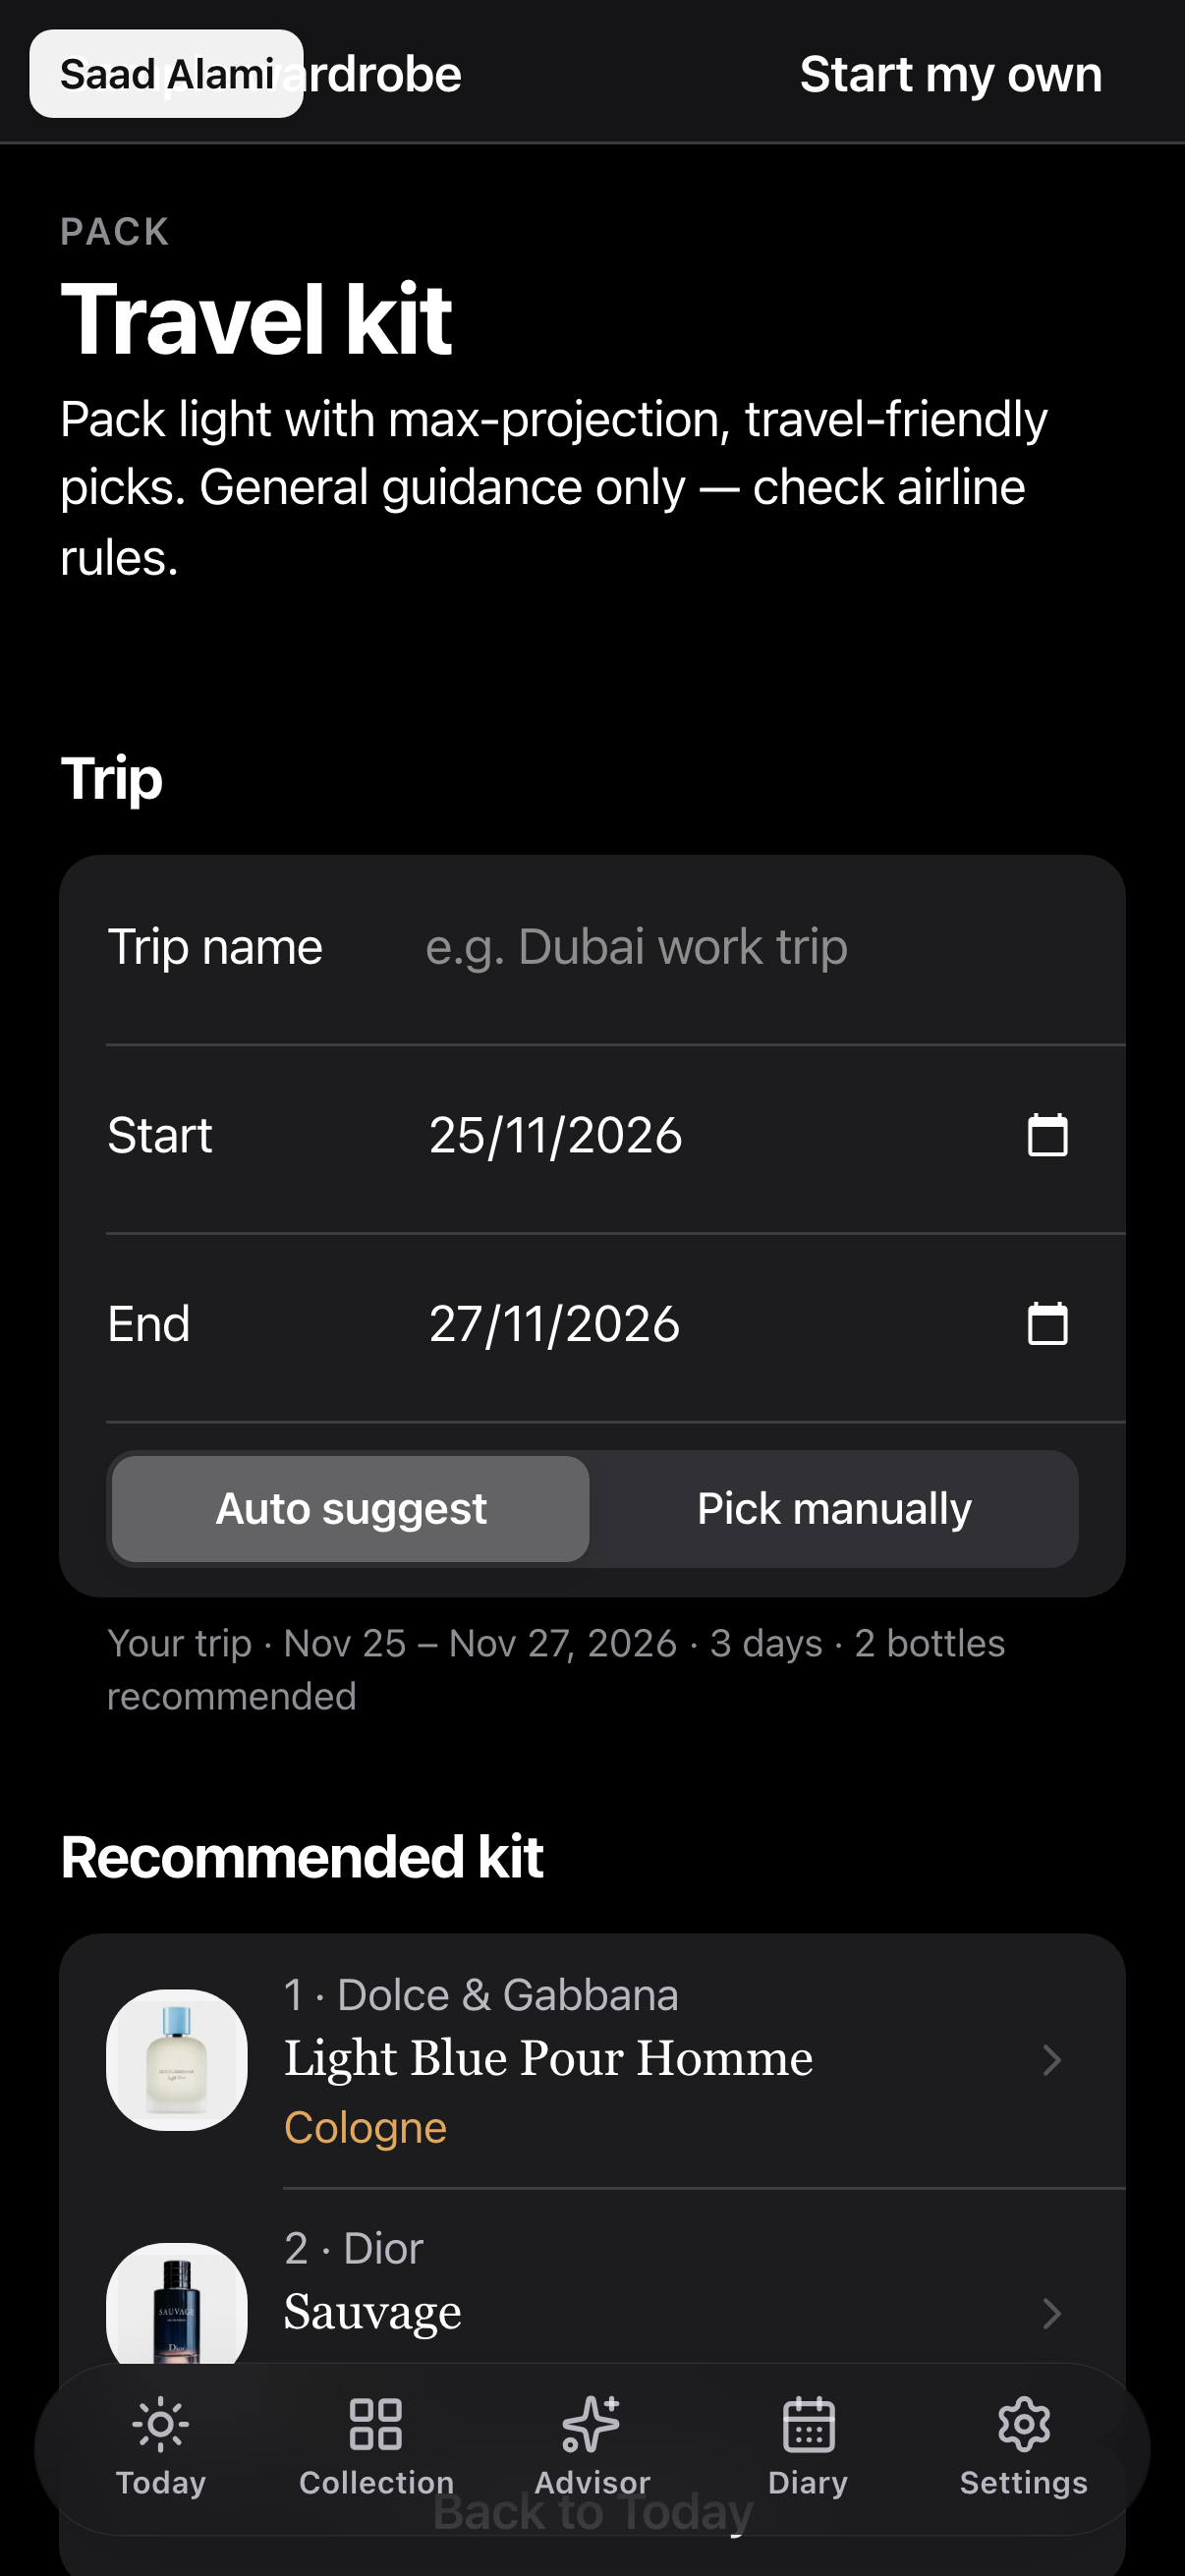 Saad Alami
wardrobe
Start my own
PACK
Travel kit
Pack light with max-projection, travel-friendly
picks. General guidance only — check airline
rules.
Trip
Trip name
e.g. Dubai work trip
Start
25/11/2026
End
27/11/2026
Auto suggest
Pick manually
Your trip · Nov 25 – Nov 27, 2026 · 3 days · 2 bottles
recommended
Recommended kit
1 · Dolce & Gabbana
Light Blue Pour Homme
Cologne
2 · Dior
Sauvage
SAUVAGE
Dior
Today
Collection
Advisor
Diary
Settings
Back to Today